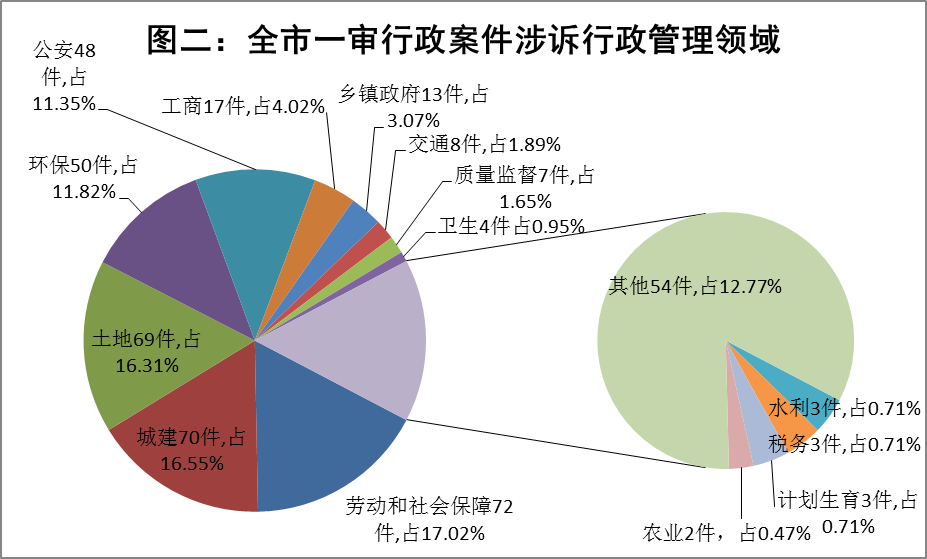 图二：全市一审行政案件涉诉行政管理领域
公安48
件,占
11.35%
工商17件,占4.02%
乡镇政府13件,占
3.07%
交通8件,占1.89%
质量监督7件,占
1.65%
卫生4件占0.95%
环保50件,占
11.82%
土地69件,占
16.31%
城建70件,占
16.55%
劳动和社会保障72
件,占17.02%
其他54件,占12.77%
水利3件,占0.71%
税务3件,占0.71%
计划生育3件,占
0.71%
农业2件，占0.47%